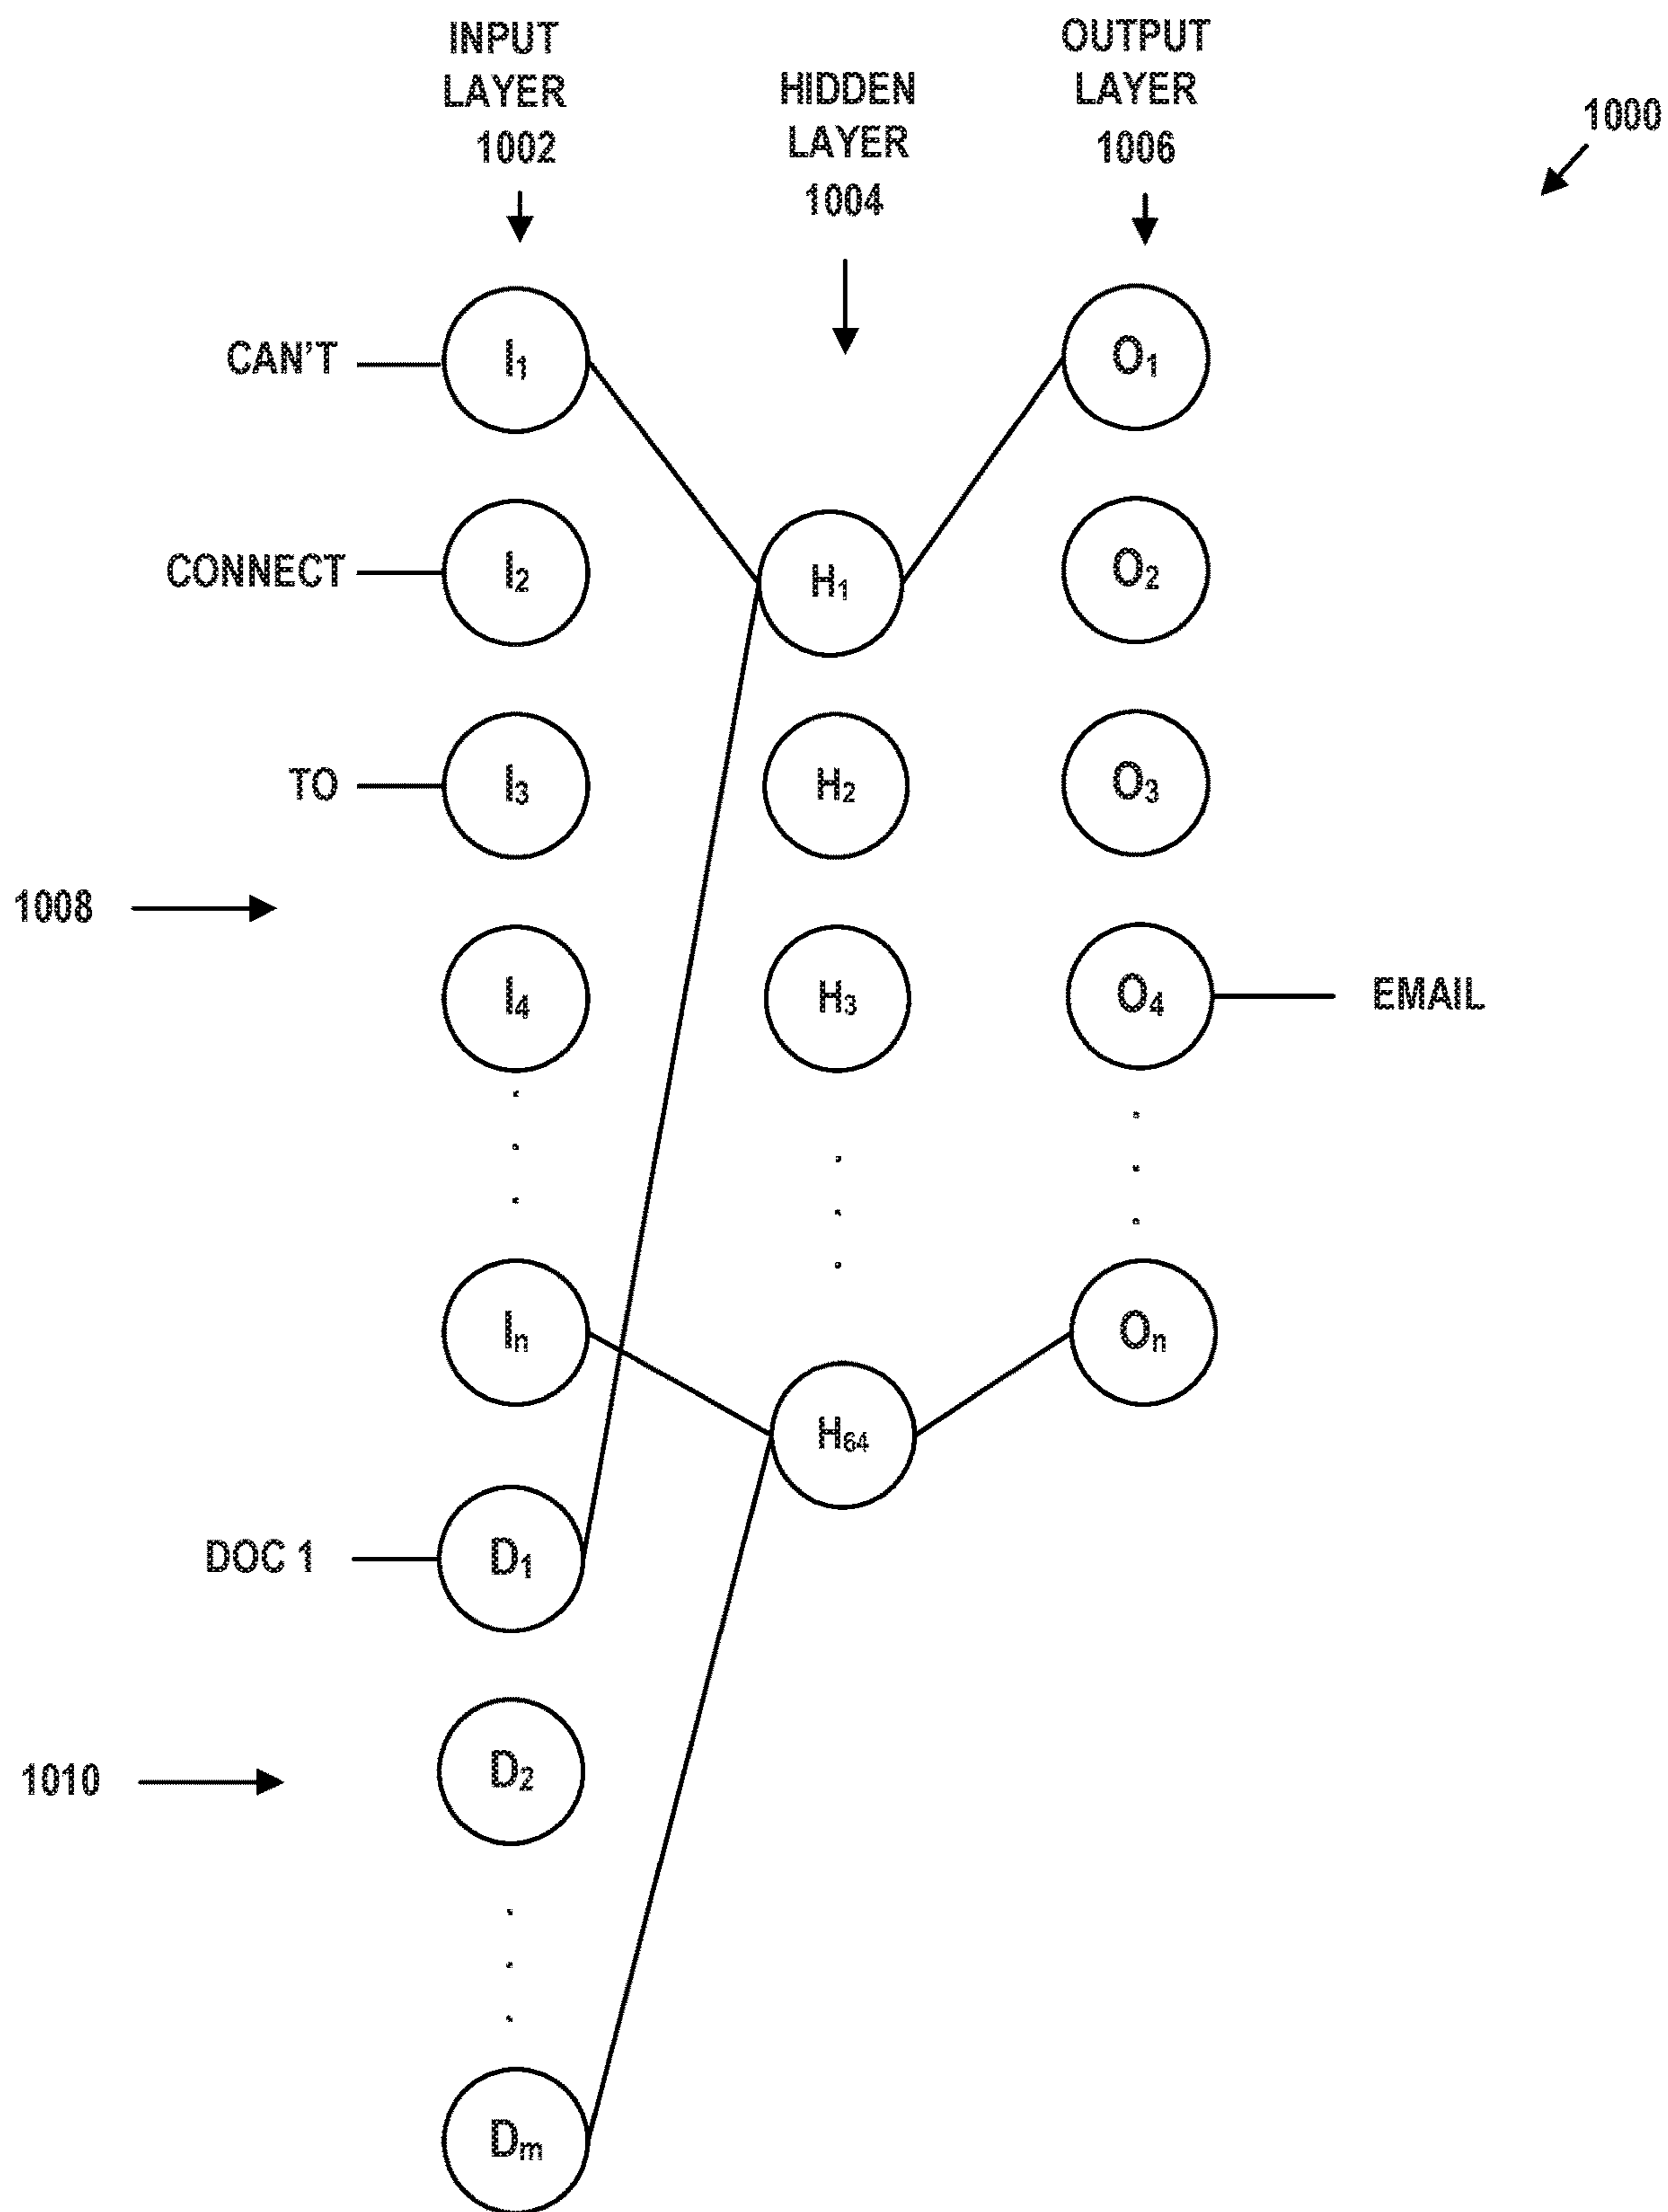 INPUT
LAYER
1002
HIDDEN
LAYER
1004
OUTPUT
LAYER
1006
1000
CAN'T
I1
O1
CONNECT
I2
H1
O2
TO
I3
H2
O3
1008
I4
H3
O4
EMAIL
In
On
H64
DOC 1
D1
1010
D2
Dm